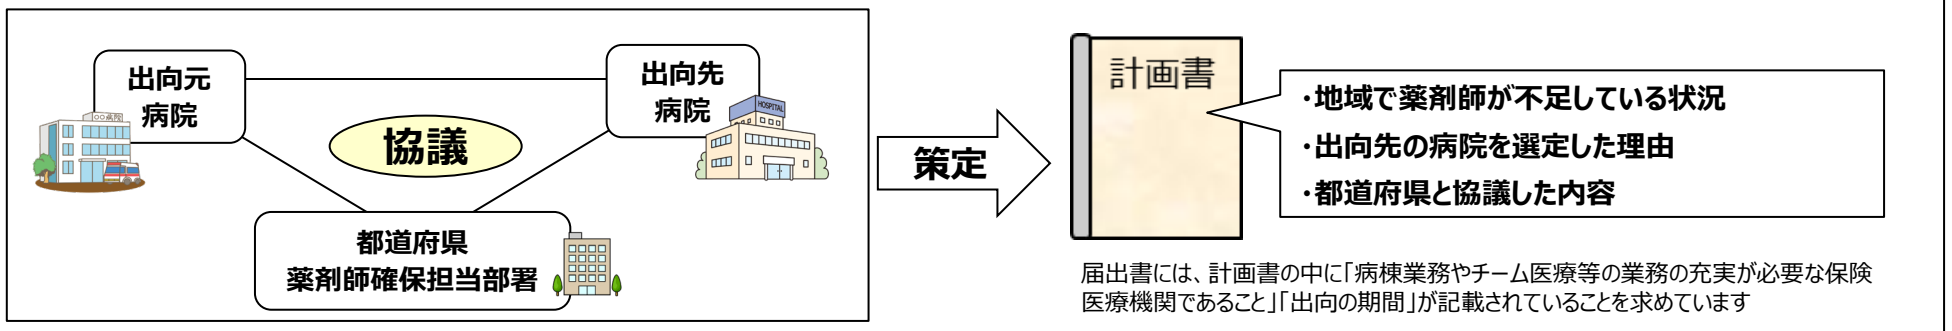 出向元
病院
○○病院
出向先
病院
HOSPITAL
協議
都道府県
薬剤師確保担当部署
策定
計画書
・地域で薬剤師が不足している状況
・出向先の病院を選定した理由
・都道府県と協議した内容
届出書には、計画書の中に「病棟業務やチーム医療等の業務の充実が必要な保険
医療機関であること」「出向の期間」が記載されていることを求めています